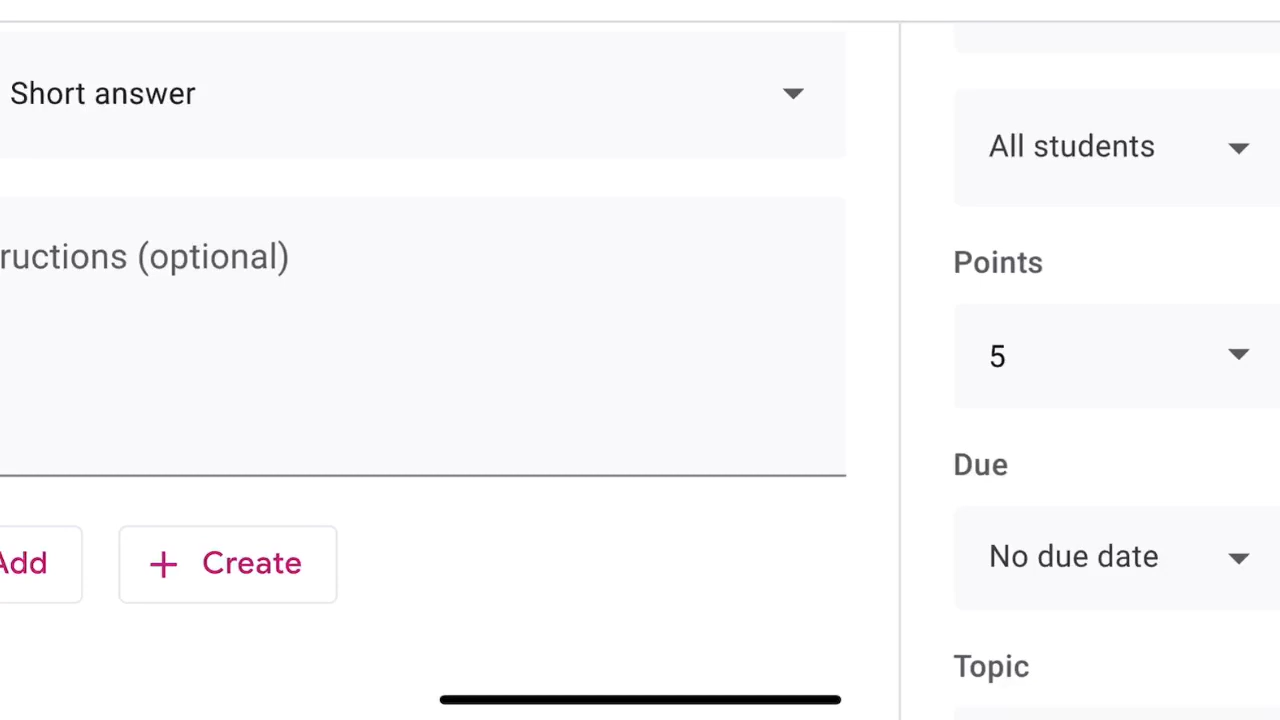 Short answer
ructions (optional)
Add
+ Create
All students
Points
5
Due
No due date
Topic